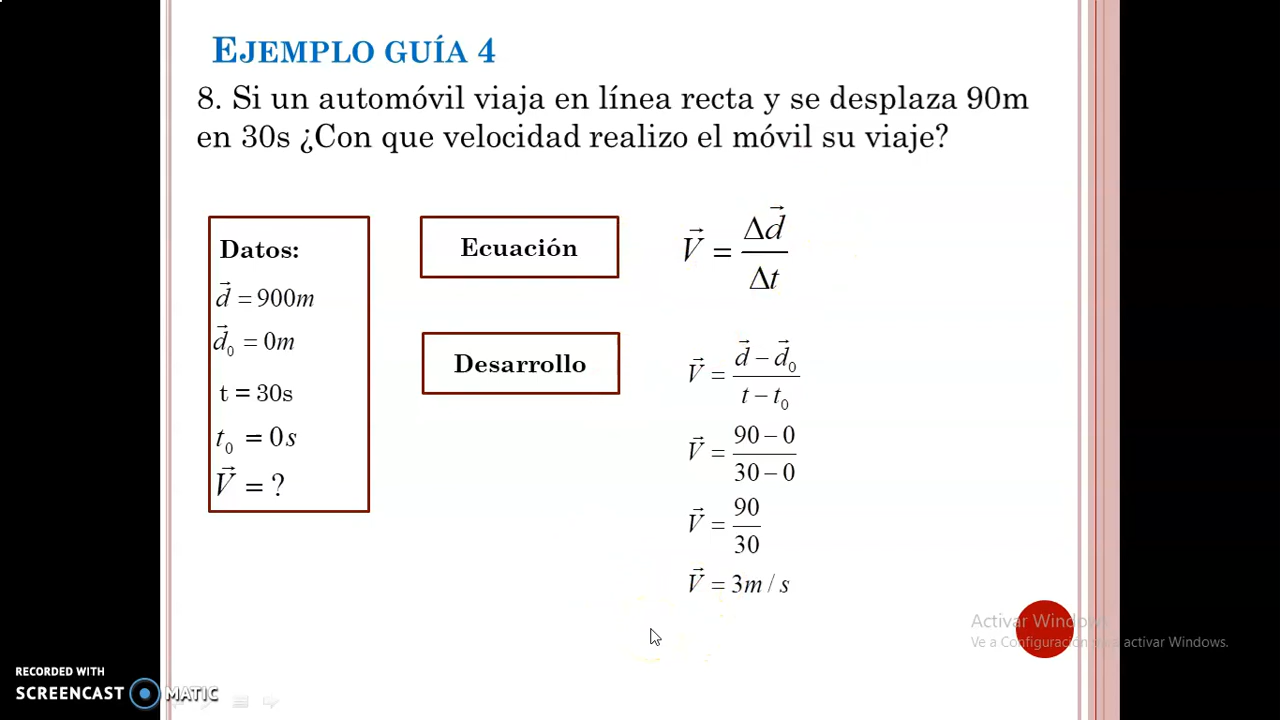 EJEMPLO GUÍA 4
8. Si un automóvil viaja en línea recta y se desplaza 90m
en 30s ¿Con que velocidad realizo el móvil su viaje?
Datos:
d⃗ = 900m
d⃗₀ = 0m
t = 30s
t₀ = 0s
V⃗ = ?
Ecuación
V⃗ = Δd⃗ / Δt
Desarrollo
V⃗ = (d⃗ − d⃗₀) / (t − t₀)
V⃗ = (90 − 0) / (30 − 0)
V⃗ = 90 / 30
V⃗ = 3m / s
Activar Windows
Ve a Configuración para activar Windows.
RECORDED WITH
SCREENCAST MATIC